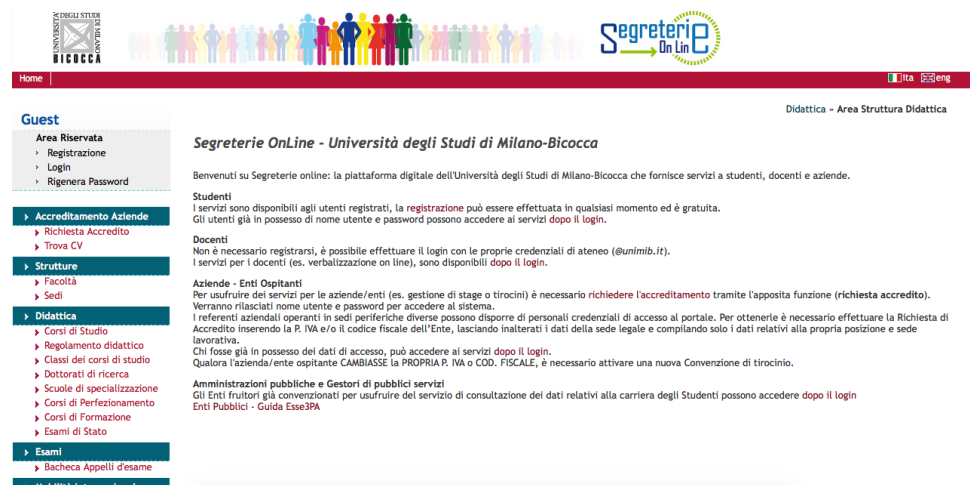 UNIVERSITÀ
DEGLI STUDI
DI MILANO
BICOCCA
Segreterie
On Line
Home
ita
eng
Didattica » Area Struttura Didattica
Guest
Area Riservata
Registrazione
Login
Rigenera Password
Accreditamento Aziende
Richiesta Accredito
Trova CV
Strutture
Facoltà
Sedi
Didattica
Corsi di Studio
Regolamento didattico
Classi dei corsi di studio
Dottorati di ricerca
Scuole di specializzazione
Corsi di Perfezionamento
Corsi di Formazione
Esami di Stato
Esami
Bacheca Appelli d'esame
Segreterie OnLine - Università degli Studi di Milano-Bicocca
Benvenuti su Segreterie online: la piattaforma digitale dell'Università degli Studi di Milano-Bicocca che fornisce servizi a studenti, docenti e aziende.
Studenti
I servizi sono disponibili agli utenti registrati, la registrazione può essere effettuata in qualsiasi momento ed è gratuita.
Gli utenti già in possesso di nome utente e password possono accedere ai servizi dopo il login.
Docenti
Non è necessario registrarsi, è possibile effettuare il login con le proprie credenziali di ateneo (@unimib.it).
I servizi per i docenti (es. verbalizzazione on line), sono disponibili dopo il login.
Aziende - Enti Ospitanti
Per usufruire dei servizi per le aziende/enti (es. gestione di stage o tirocini) è necessario richiedere l'accreditamento tramite l'apposita funzione (richiesta accredito).
Verranno rilasciati nome utente e password per accedere al sistema.
I referenti aziendali operanti in sedi periferiche diverse possono disporre di personali credenziali di accesso al portale. Per ottenerle è necessario effettuare la Richiesta di
Accredito inserendo la P. IVA e/o il codice fiscale dell'Ente, lasciando inalterati i dati della sede legale e compilando solo i dati relativi alla propria posizione e sede
lavorativa.
Chi fosse già in possesso dei dati di accesso, può accedere ai servizi dopo il login.
Qualora l'azienda/ente ospitante CAMBIASSE la PROPRIA P. IVA o COD. FISCALE, è necessario attivare una nuova Convenzione di tirocinio.
Amministrazioni pubbliche e Gestori di pubblici servizi
Gli Enti fruitori già convenzionati per usufruire del servizio di consultazione dei dati relativi alla carriera degli Studenti possono accedere dopo il login
Enti Pubblici - Guida Esse3PA